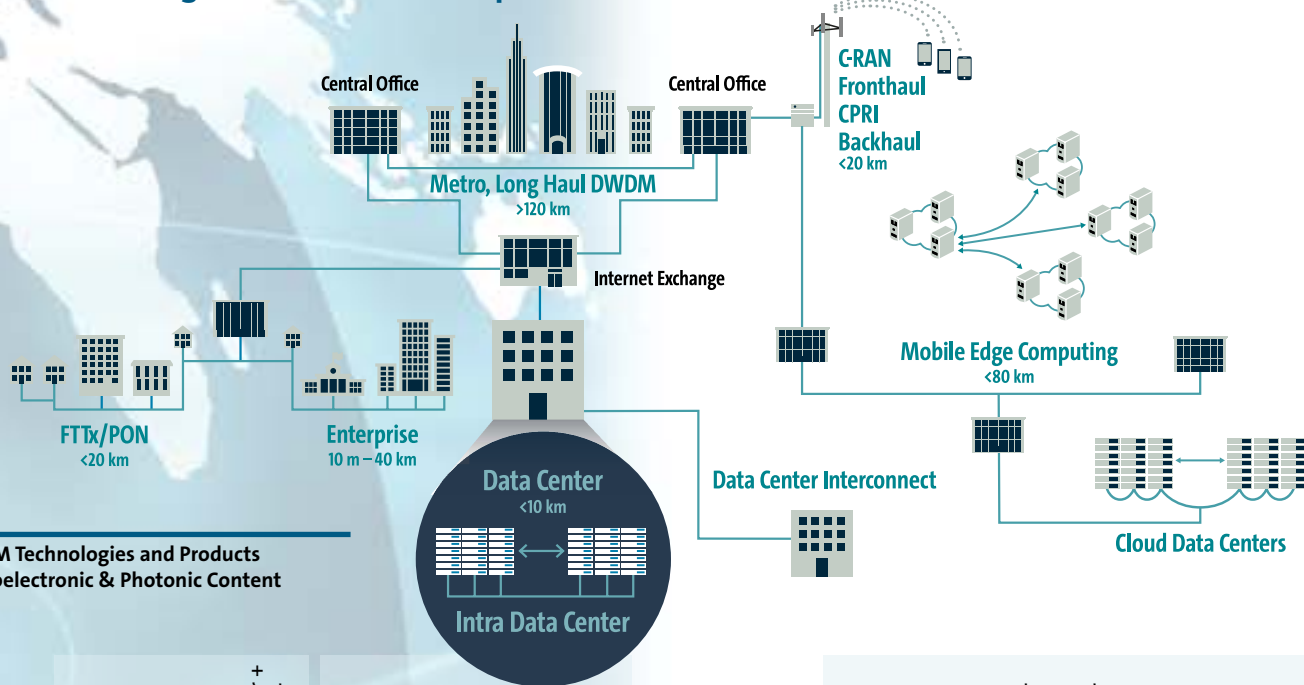 Central Office
Central Office
C-RAN
Fronthaul
CPRI
Backhaul
<20 km
Metro, Long Haul DWDM
>120 km
Internet Exchange
Mobile Edge Computing
<80 km
FTTx/PON
<20 km
Enterprise
10 m – 40 km
Data Center
<10 km
Data Center Interconnect
Intra Data Center
Cloud Data Centers
Technologies and Products
& Photonic Content
+